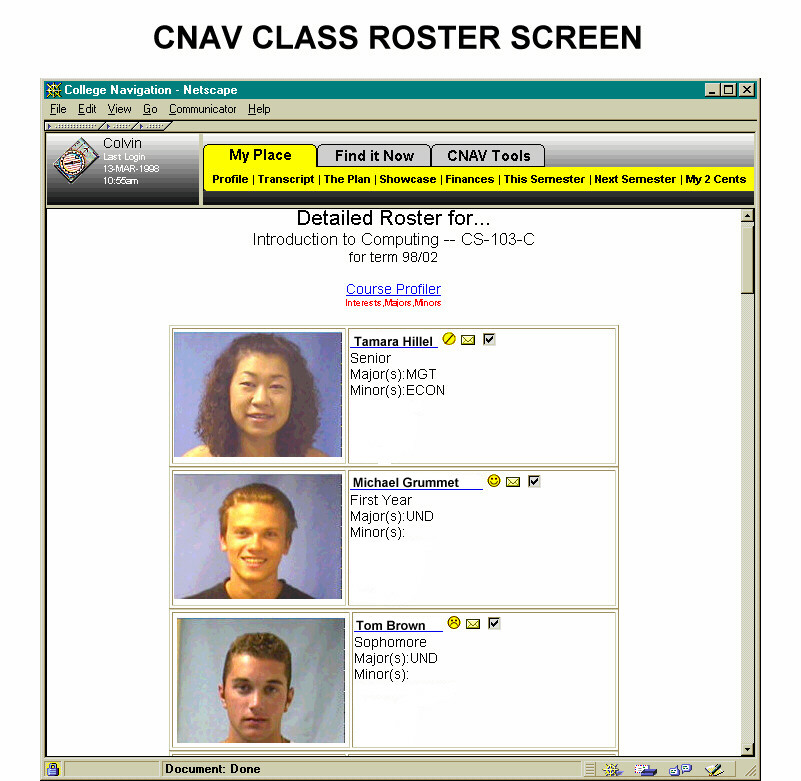 CNAV CLASS ROSTER SCREEN
College Navigation - Netscape
File Edit View Go Communicator Help
Colvin
Last Login
13-MAR-1998
10:55am
My Place Find it Now CNAV Tools
Profile | Transcript | The Plan | Showcase | Finances | This Semester | Next Semester | My 2 Cents
Detailed Roster for...
Introduction to Computing -- CS-103-C
for term 98/02
Course Profiler
Interests,Majors,Minors
Tamara Hillel
Senior
Major(s):MGT
Minor(s):ECON
Michael Grummet
First Year
Major(s):UND
Minor(s):
Tom Brown
Sophomore
Major(s):UND
Minor(s):
Document: Done